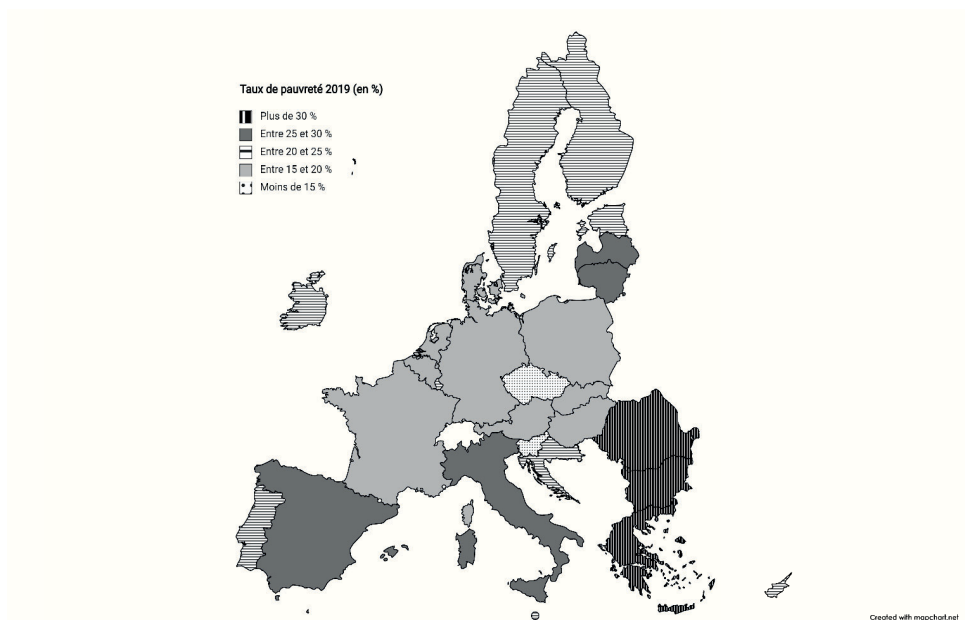 Taux de pauvreté 2019 (en %)
Plus de 30 %
Entre 25 et 30 %
Entre 20 et 25 %
Entre 15 et 20 %
Moins de 15 %
Created with mapchart.net